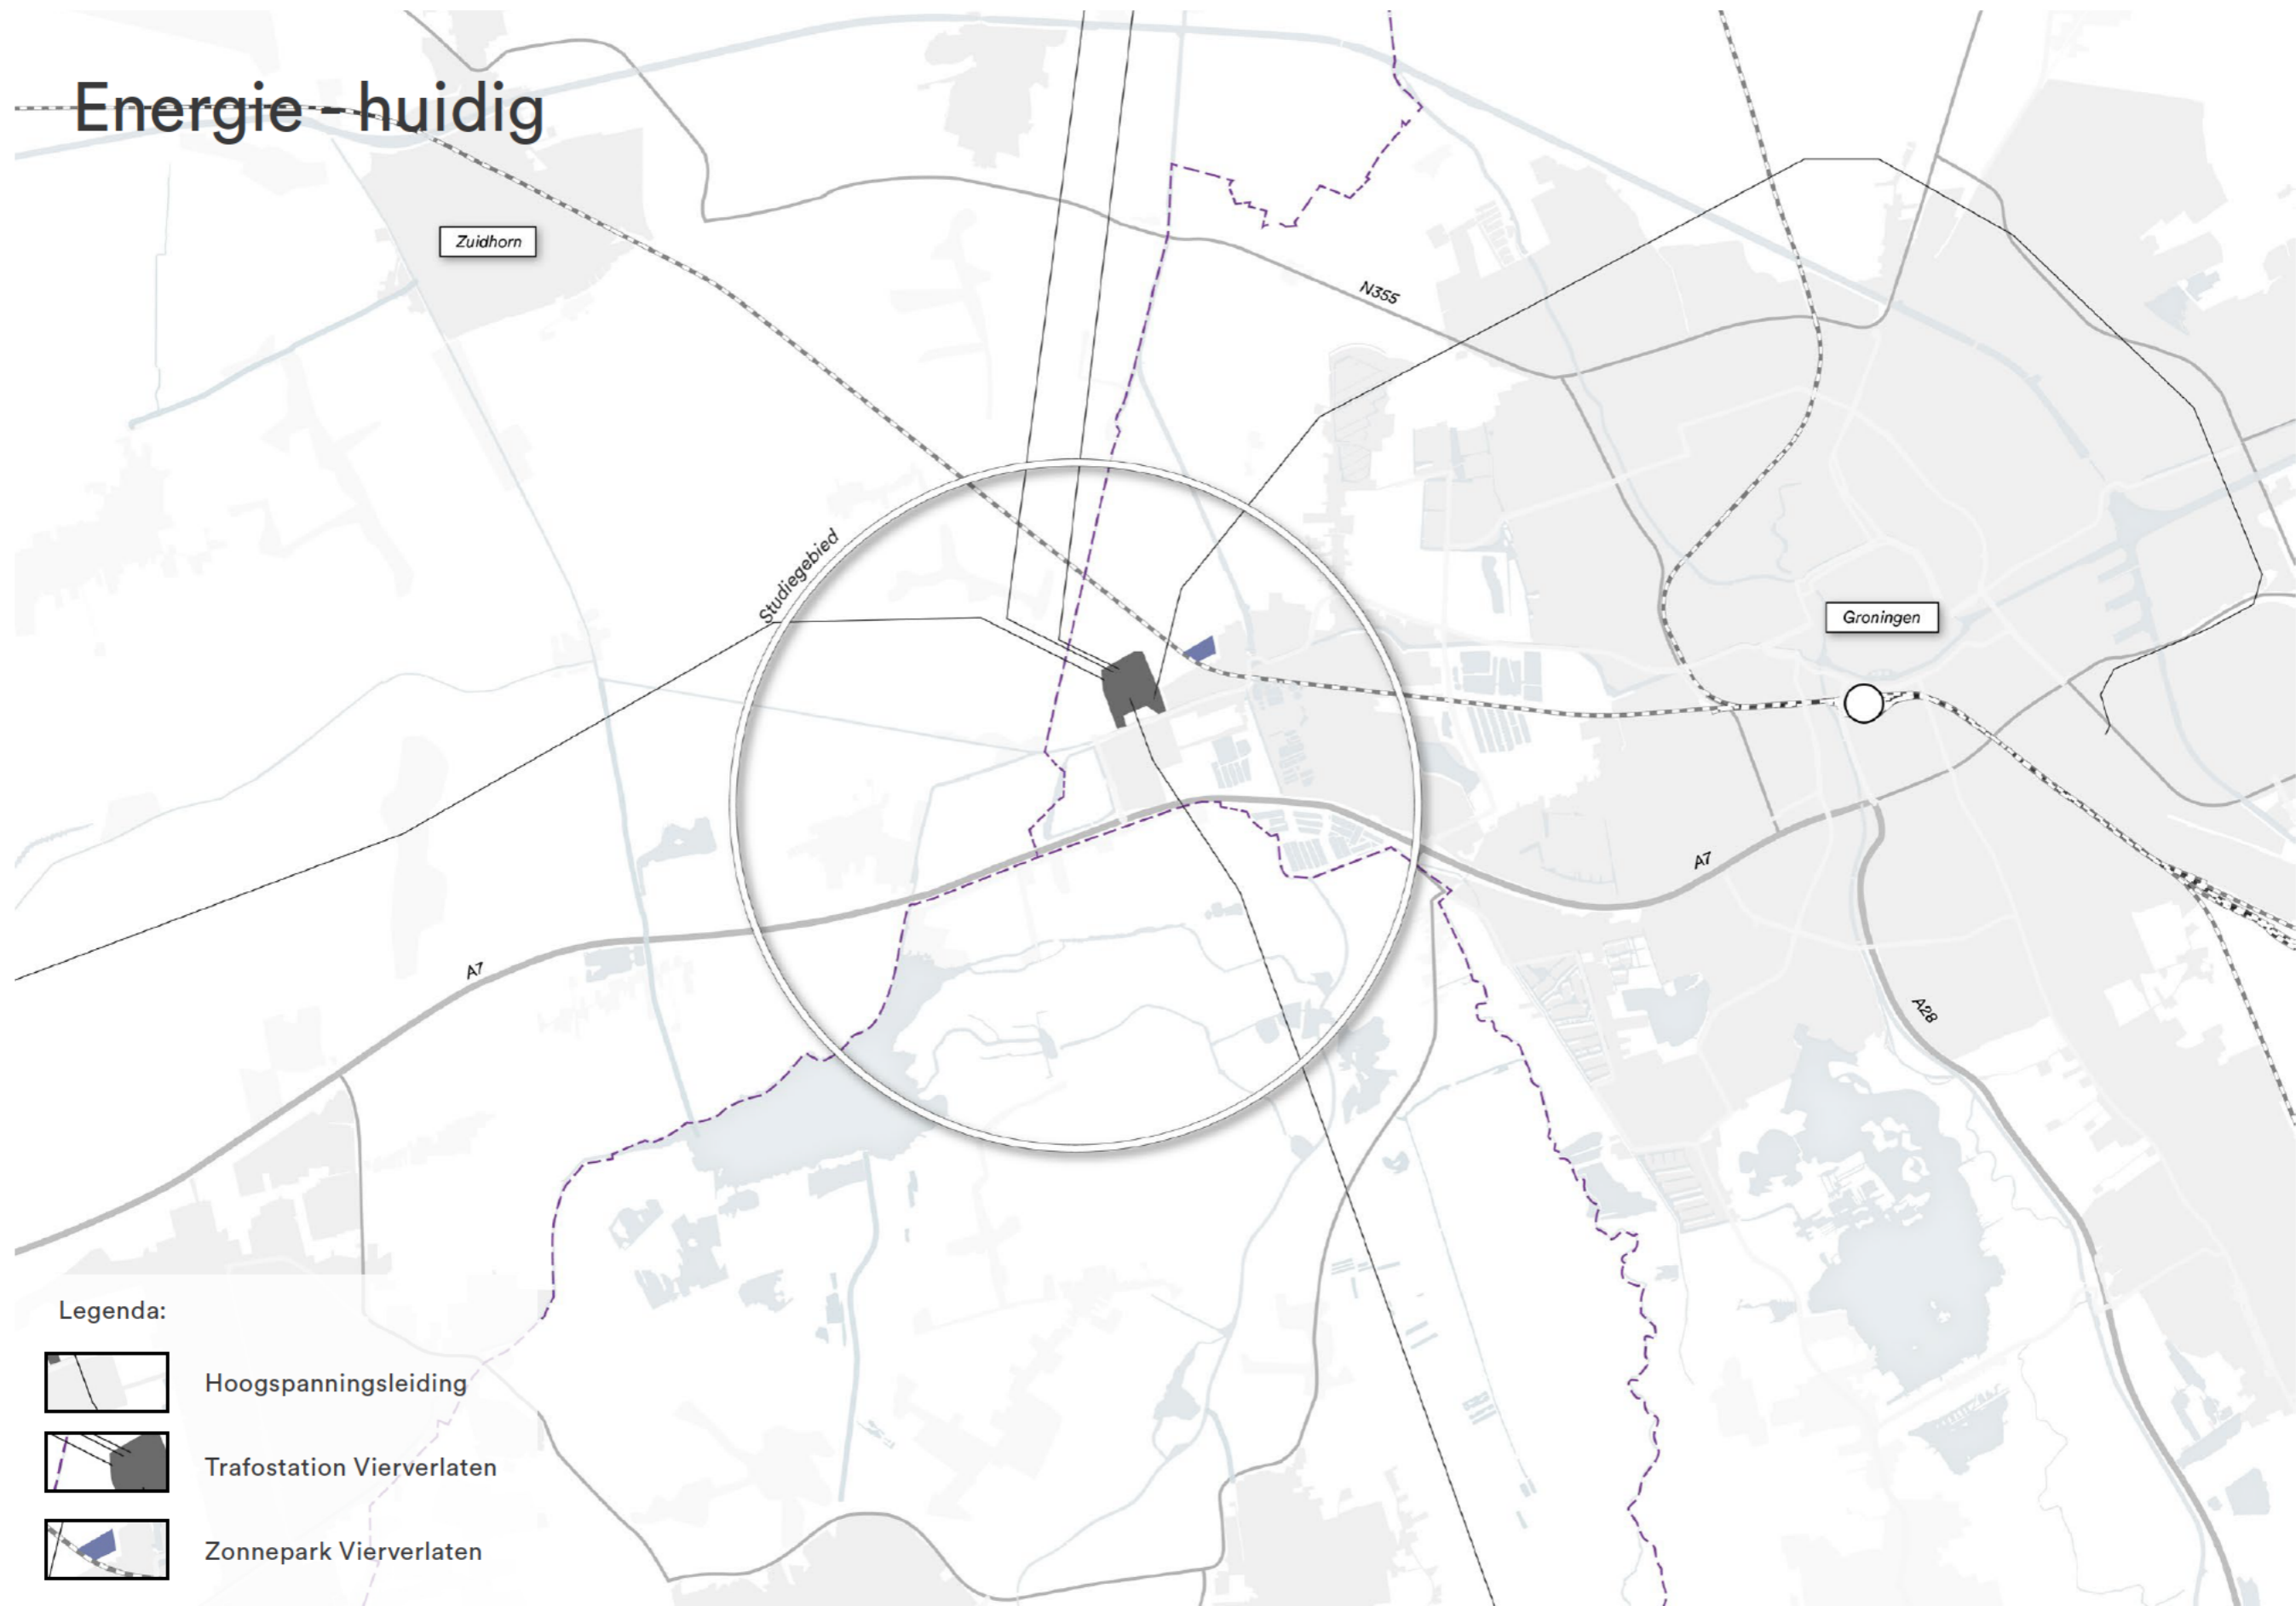 Energie - huidig
Zuidhorn
N355
Studiegebied
Groningen
A7
A7
A28
Legenda:
Hoogspanningsleiding
Trafostation Vierverlaten
Zonnepark Vierverlaten